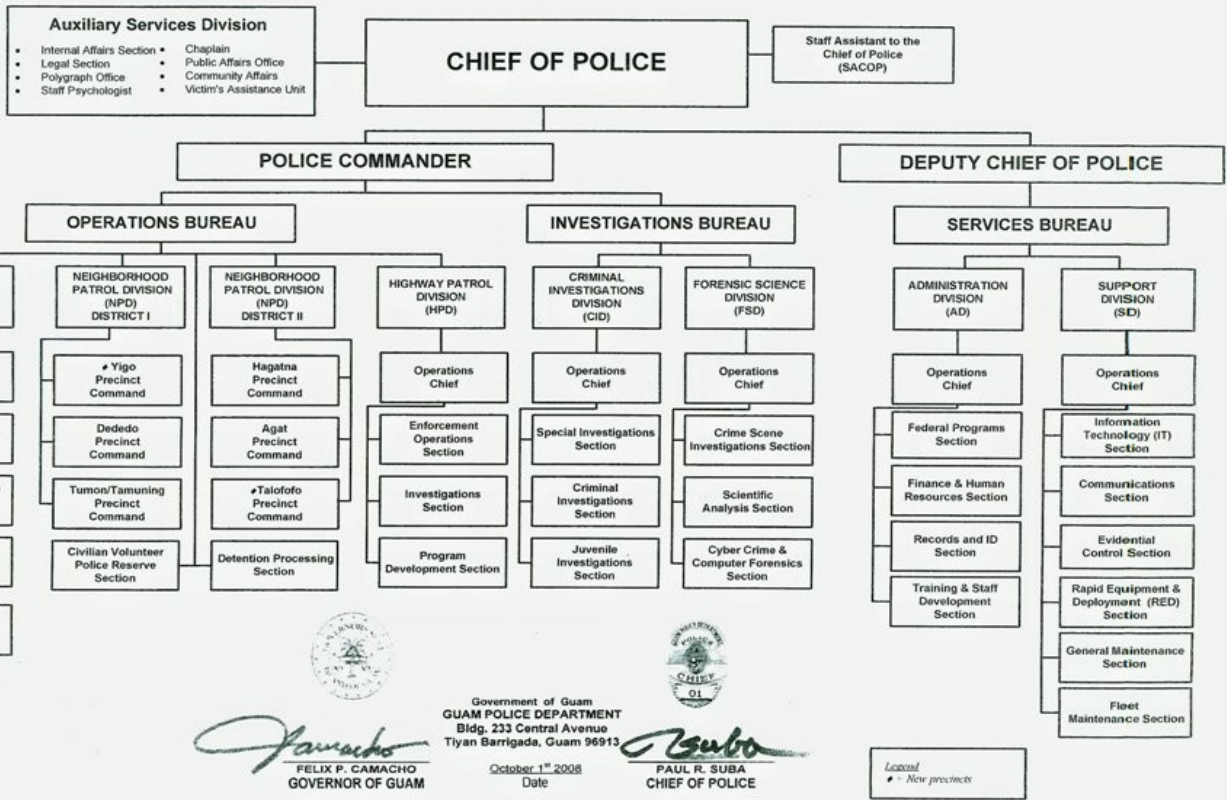 Auxiliary Services Division
• Internal Affairs Section • Chaplain
• Legal Section • Public Affairs Office
• Polygraph Office • Community Affairs
• Staff Psychologist • Victim's Assistance Unit
CHIEF OF POLICE
Staff Assistant to the
Chief of Police
(SACOP)
POLICE COMMANDER
DEPUTY CHIEF OF POLICE
OPERATIONS BUREAU
INVESTIGATIONS BUREAU
SERVICES BUREAU
NEIGHBORHOOD
PATROL DIVISION
(NPD)
DISTRICT I
NEIGHBORHOOD
PATROL DIVISION
(NPD)
DISTRICT II
HIGHWAY PATROL
DIVISION
(HPD)
CRIMINAL
INVESTIGATIONS
DIVISION
(CID)
FORENSIC SCIENCE
DIVISION
(FSD)
ADMINISTRATION
DIVISION
(AD)
SUPPORT
DIVISION
(SD)
♦ Yigo
Precinct
Command
Dededo
Precinct
Command
Tumon/Tamuning
Precinct
Command
Civilian Volunteer
Police Reserve
Section
Hagatna
Precinct
Command
Agat
Precinct
Command
♦Talofofo
Precinct
Command
Detention Processing
Section
Operations
Chief
Enforcement
Operations
Section
Investigations
Section
Program
Development Section
Operations
Chief
Special Investigations
Section
Criminal
Investigations
Section
Juvenile
Investigations
Section
Operations
Chief
Crime Scene
Investigations Section
Scientific
Analysis Section
Cyber Crime &
Computer Forensics
Section
Operations
Chief
Federal Programs
Section
Finance & Human
Resources Section
Records and ID
Section
Training & Staff
Development
Section
Operations
Chief
Information
Technology (IT)
Section
Communications
Section
Evidential
Control Section
Rapid Equipment &
Deployment (RED)
Section
General Maintenance
Section
Fleet
Maintenance Section
POLICE
CHIEF
01
Government of Guam
GUAM POLICE DEPARTMENT
Bldg. 233 Central Avenue
Tiyan Barrigada, Guam 96913
October 1st 2008
Date
FELIX P. CAMACHO
GOVERNOR OF GUAM
PAUL R. SUBA
CHIEF OF POLICE
Legend
♦ - New precincts